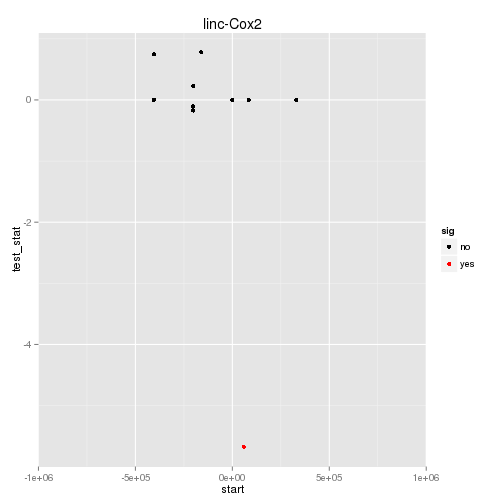 linc-Cox2
0
-2
-4
test_stat
-1e+06
-5e+05
0e+00
5e+05
1e+06
start
sig
no
yes